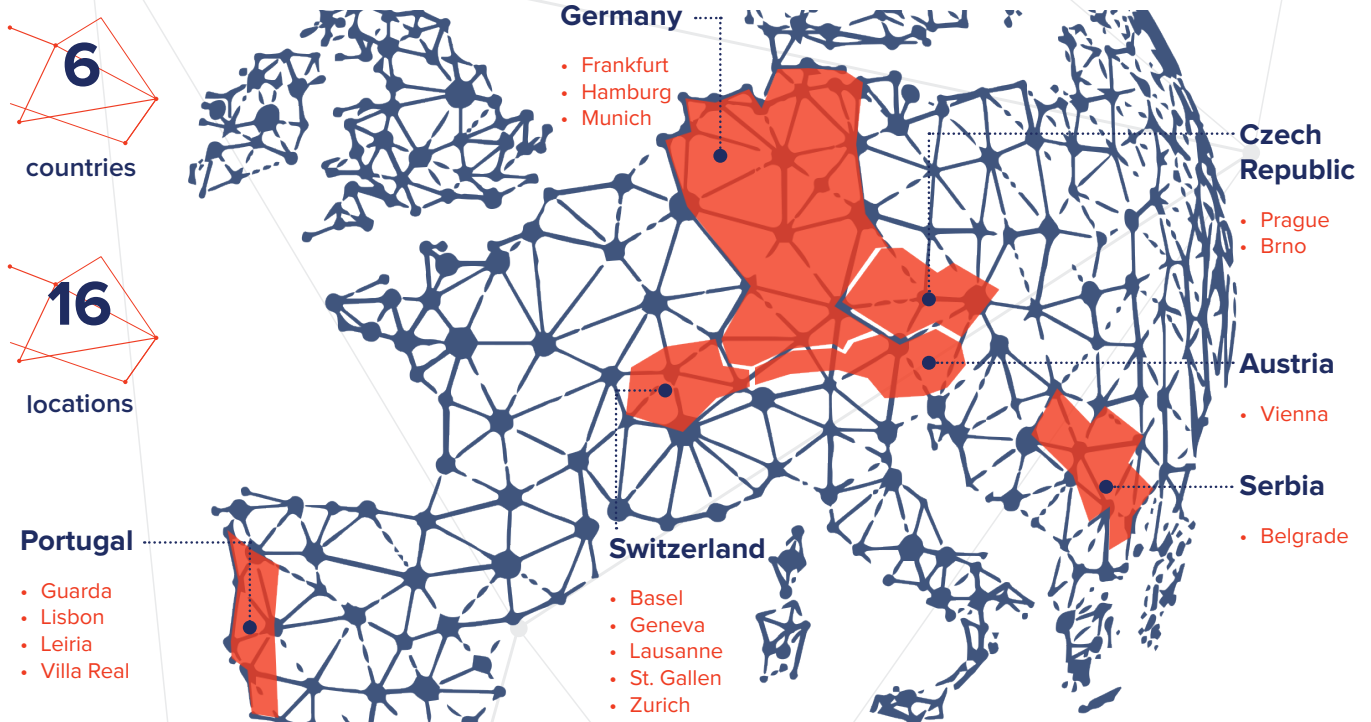 6
countries
16
locations
Germany
• Frankfurt
• Hamburg
• Munich
Czech
Republic
• Prague
• Brno
Austria
• Vienna
Serbia
• Belgrade
Portugal
• Guarda
• Lisbon
• Leiria
• Villa Real
Switzerland
• Basel
• Geneva
• Lausanne
• St. Gallen
• Zurich